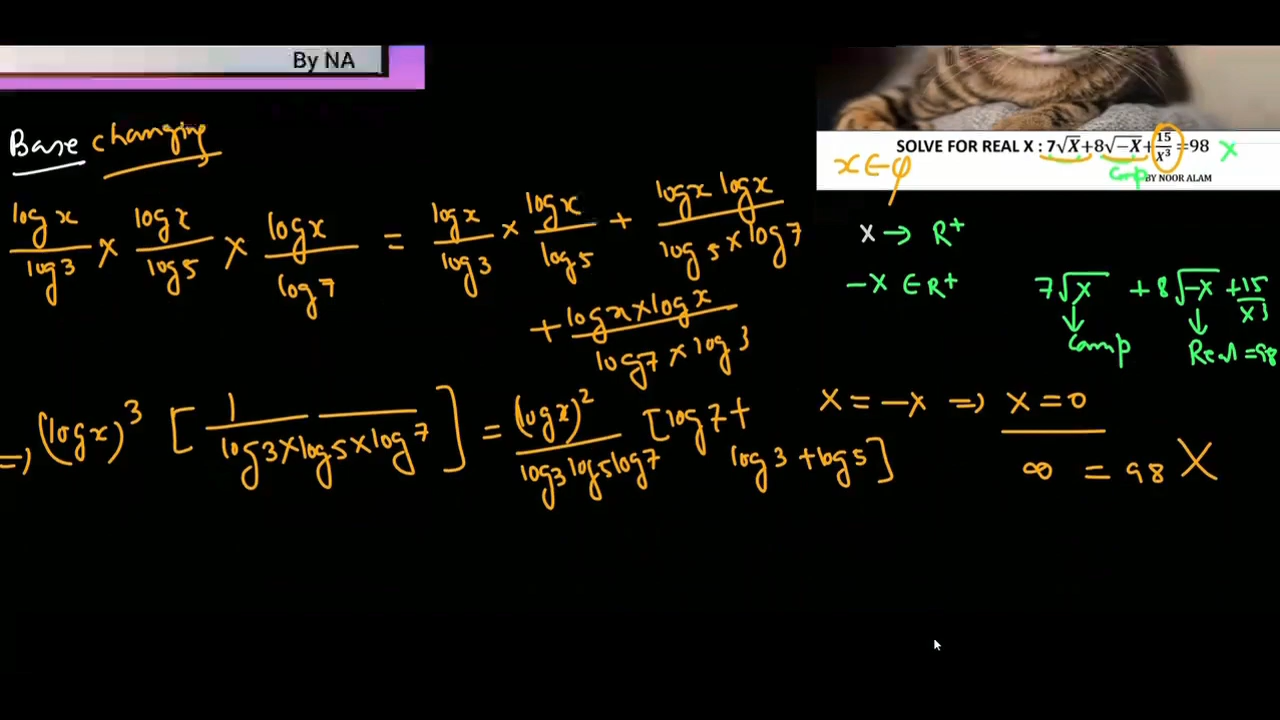 By NA
Base changing
log x / log 3 × log x / log 5 × log x / log 7 = log x / log 3 × log x / log 5 + log x log x / log 5 × log 7
+ log x × log x / log 7 × log 3
=> (log x)³ [ 1 / log 3 × log 5 × log 7 ] = (log x)² / log 3 log 5 log 7 [ log 7 +
log 3 + log 5 ]
SOLVE FOR REAL X : 7√X+8√-X+15/X³=98 X
x ∈ φ
Comp
BY NOOR ALAM
X → R+
-X ∈ R+
7√X + 8√-X + 15/X3
↓ Comp ↓ Real = 98
X = -X => X = 0
∞ = 98 X